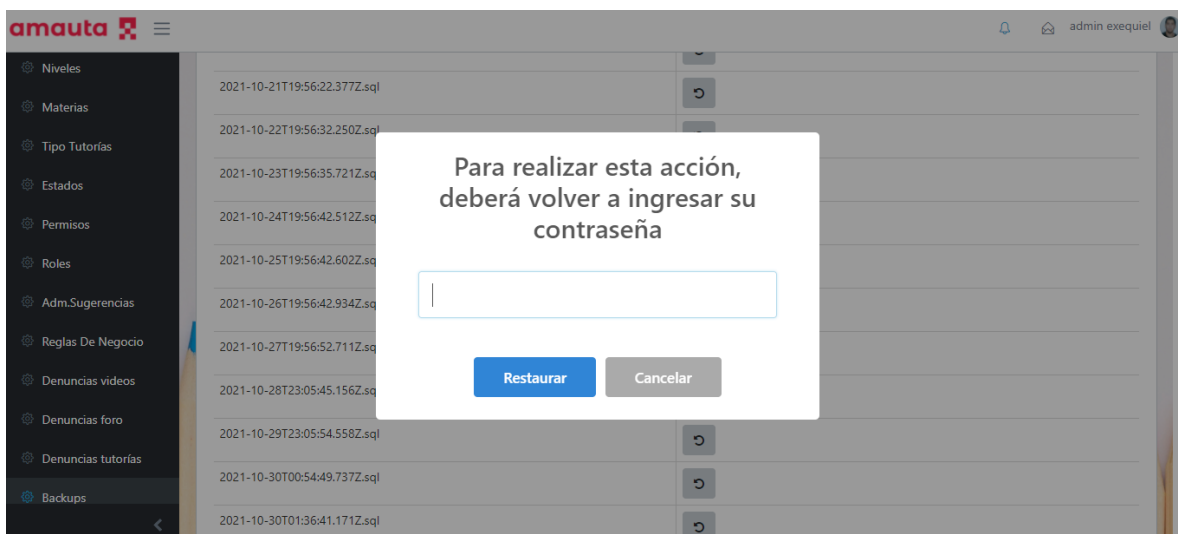 amauta
admin exequiel
Niveles
Materias
Tipo Tutorías
Estados
Permisos
Roles
Adm.Sugerencias
Reglas De Negocio
Denuncias videos
Denuncias foro
Denuncias tutorías
Backups
2021-10-21T19:56:22.377Z.sql
2021-10-22T19:56:32.250Z.sql
2021-10-23T19:56:35.721Z.sq
2021-10-24T19:56:42.512Z.sq
2021-10-25T19:56:42.602Z.sq
2021-10-26T19:56:42.934Z.sq
2021-10-27T19:56:52.711Z.sq
2021-10-28T23:05:45.156Z.sq
2021-10-29T23:05:54.558Z.sql
2021-10-30T00:54:49.737Z.sql
2021-10-30T01:36:41.171Z.sql
Para realizar esta acción,
deberá volver a ingresar su
contraseña
Restaurar
Cancelar